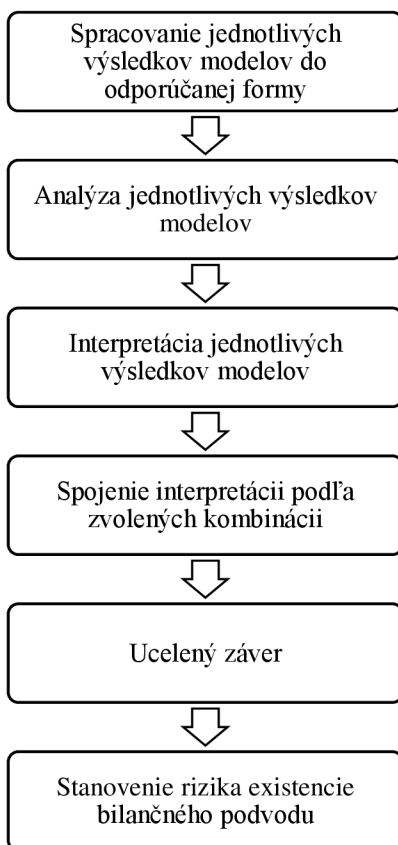 Spracovanie jednotlivých
výsledkov modelov do
odporúčanej formy
Analýza jednotlivých výsledkov
modelov
Interpretácia jednotlivých
výsledkov modelov
Spojenie interpretácii podľa
zvolených kombinácii
Ucelený záver
Stanovenie rizika existencie
bilančného podvodu